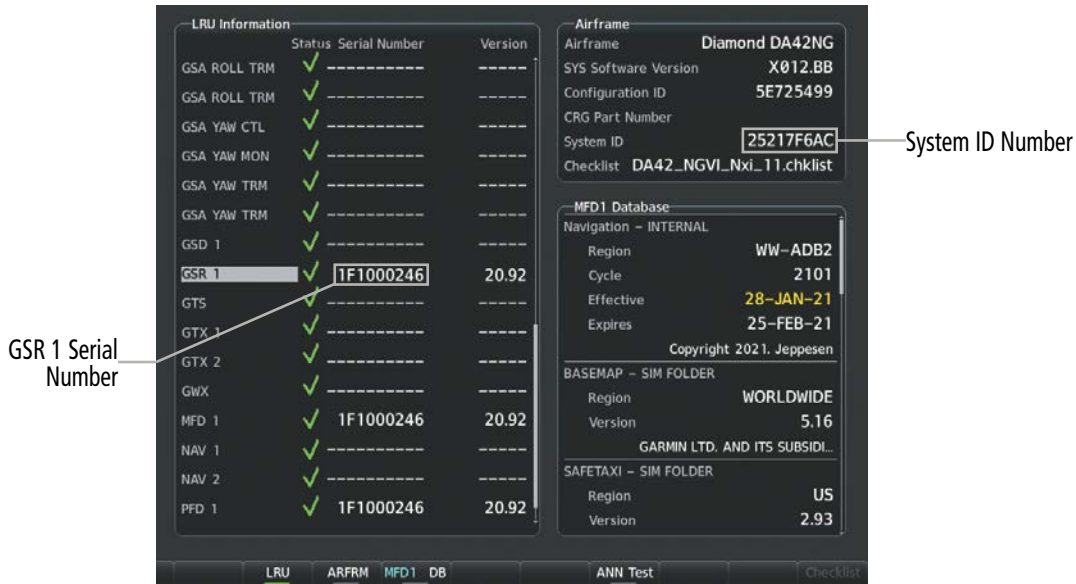 LRU Information
Status Serial Number Version
GSA ROLL TRM ---------- -----
GSA ROLL TRM ---------- -----
GSA YAW CTL ---------- -----
GSA YAW MON ---------- -----
GSA YAW TRM ---------- -----
GSA YAW TRM ---------- -----
GSD 1 ---------- -----
GSR 1 1F1000246 20.92
GTS ---------- -----
GTX 1 ---------- -----
GTX 2 ---------- -----
GWX ---------- -----
MFD 1 1F1000246 20.92
NAV 1 ---------- -----
NAV 2 ---------- -----
PFD 1 1F1000246 20.92
GSR 1 Serial
Number
Airframe
Airframe Diamond DA42NG
SYS Software Version X012.BB
Configuration ID 5E725499
CRG Part Number
System ID 25217F6AC
Checklist DA42_NGVI_Nxi_11.chklist
System ID Number
MFD1 Database
Navigation – INTERNAL
Region WW-ADB2
Cycle 2101
Effective 28-JAN-21
Expires 25-FEB-21
Copyright 2021. Jeppesen
BASEMAP – SIM FOLDER
Region WORLDWIDE
Version 5.16
GARMIN LTD. AND ITS SUBSIDI...
SAFETAXI – SIM FOLDER
Region US
Version 2.93
LRU ARFRM MFD1 DB ANN Test Checklist